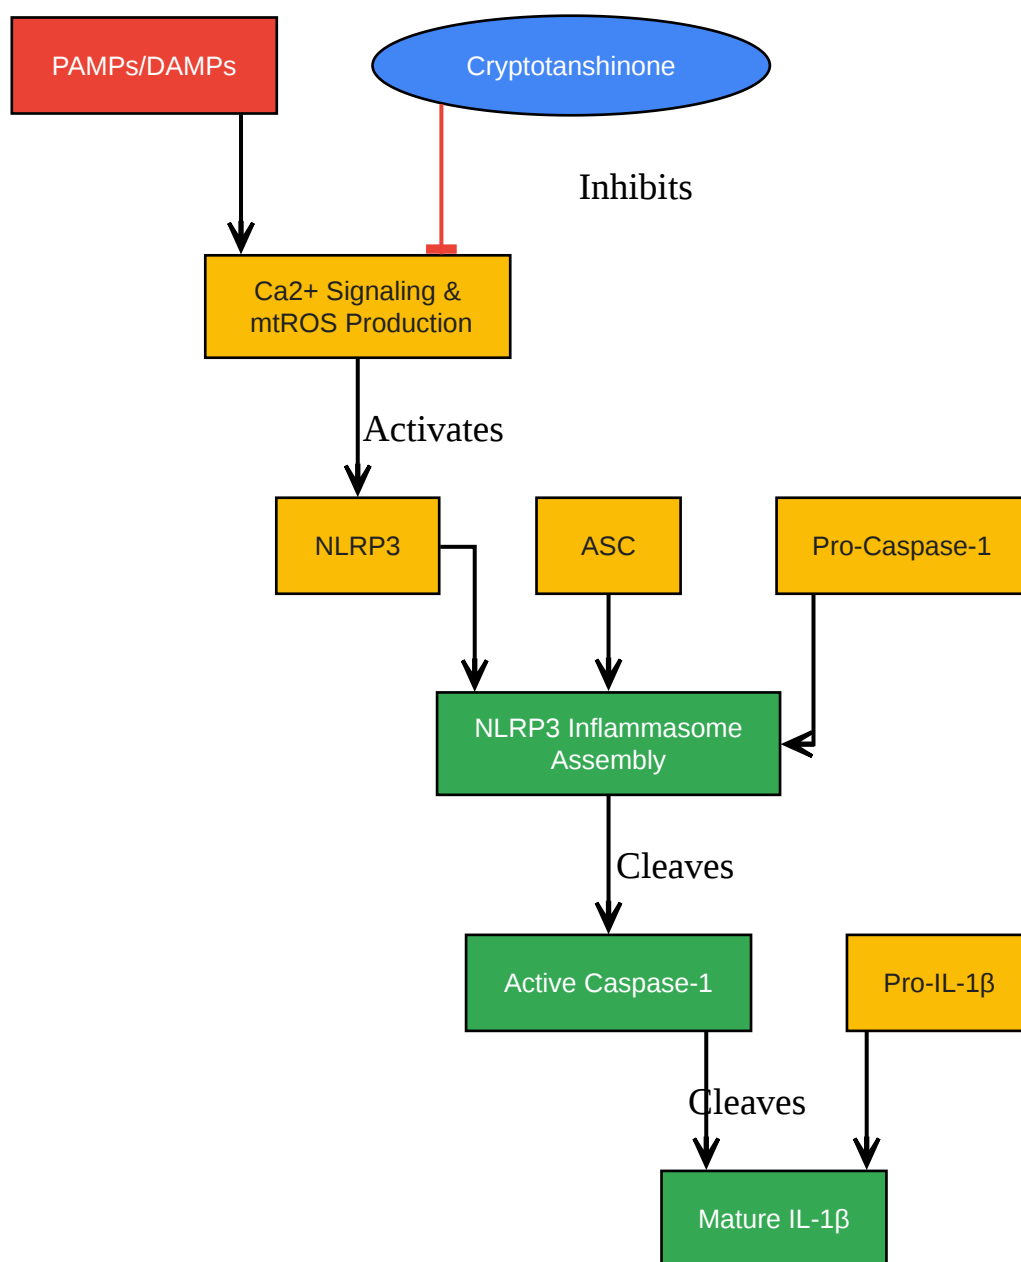 PAMPs/DAMPs
Cryptotanshinone
Inhibits
Ca2+ Signaling &
mtROS Production
Activates
NLRP3
ASC
Pro-Caspase-1
NLRP3 Inflammasome
Assembly
Cleaves
Active Caspase-1
Pro-IL-1β
Cleaves
Mature IL-1β